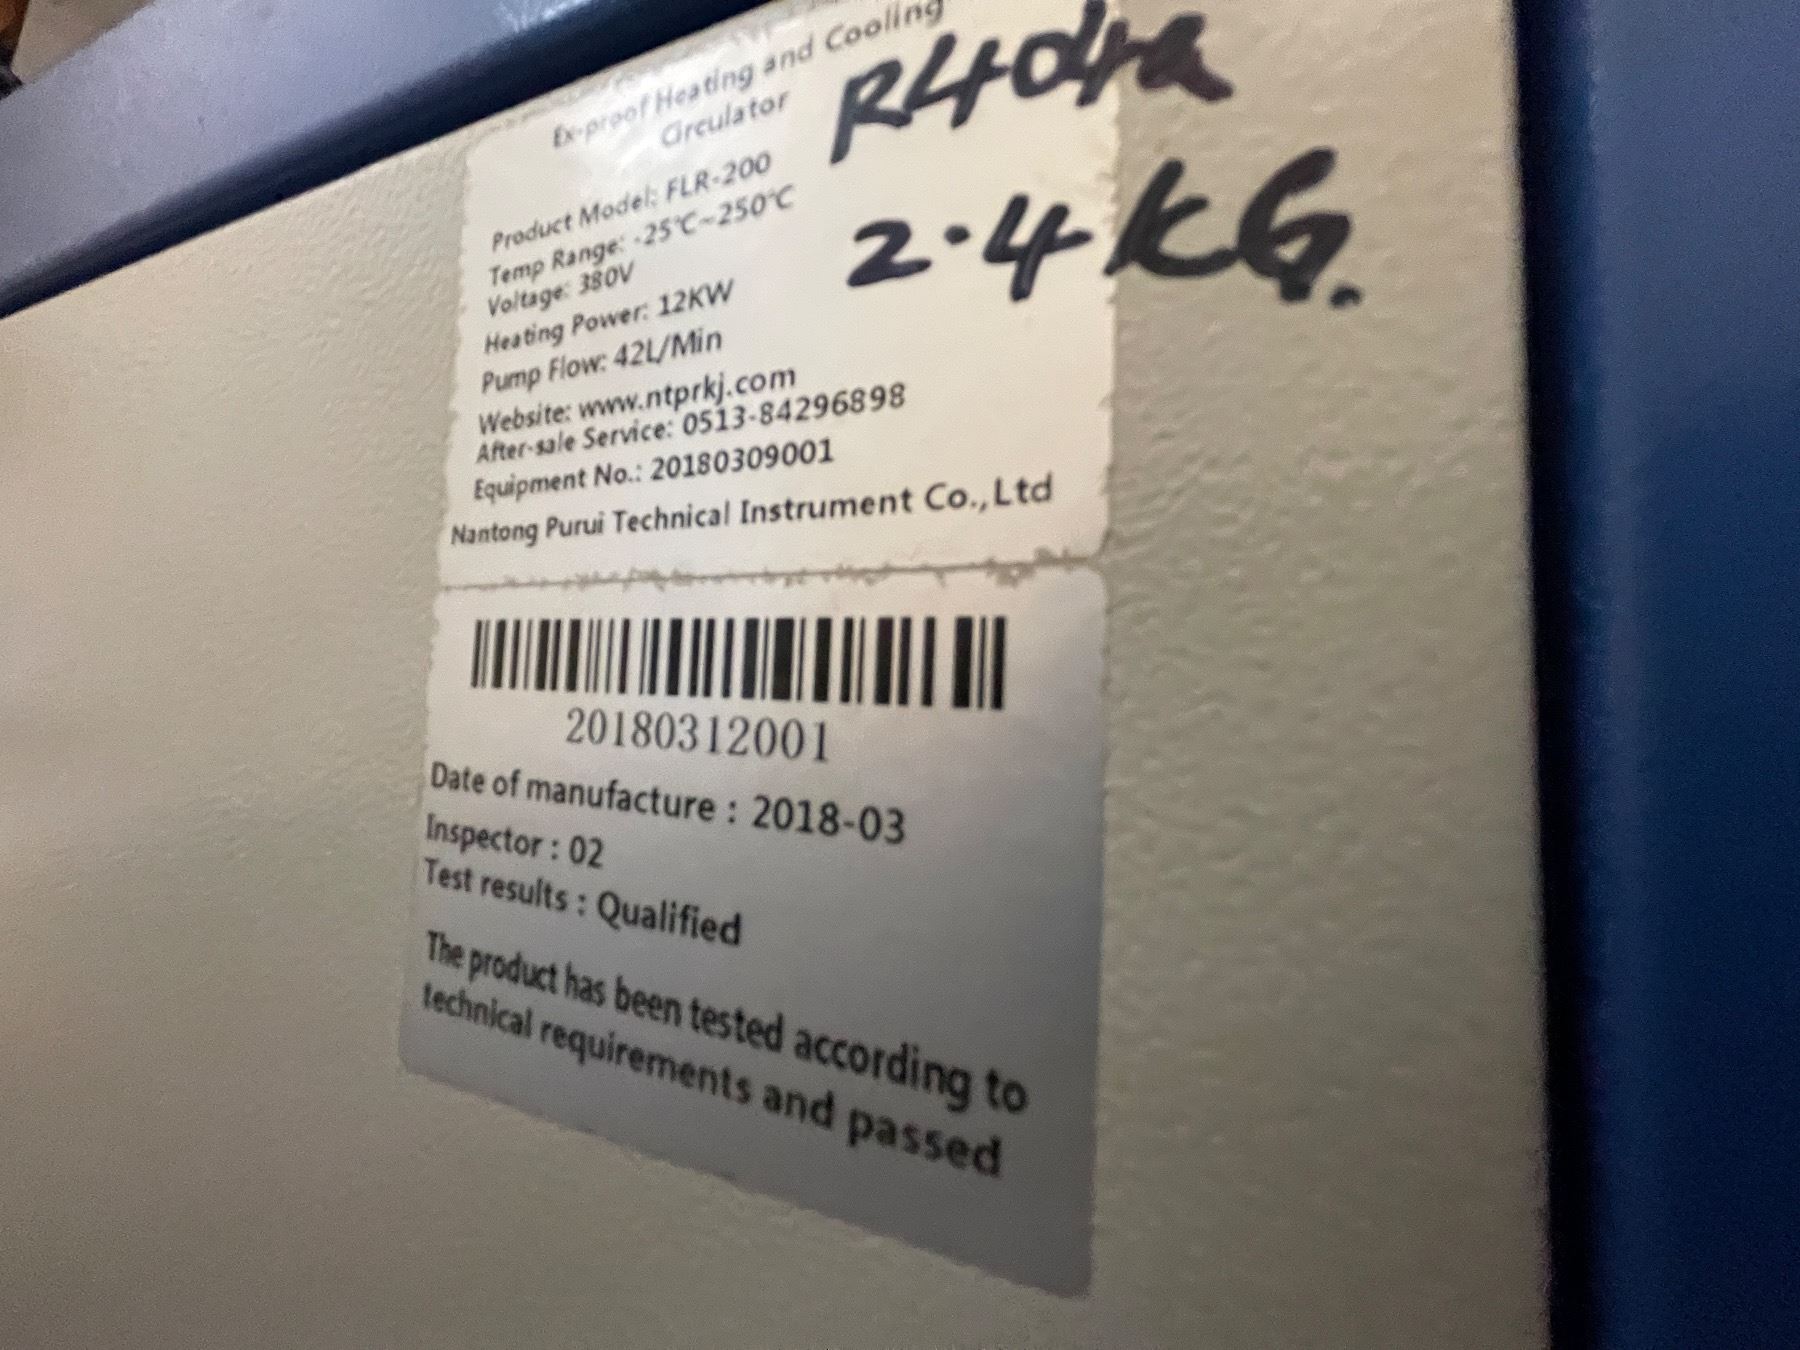 Ex-proof Heating and Cooling
Circulator
R404a
2.4KG.
Product Model: FLR-200
Temp Range: -25℃~250℃
Voltage: 380V
Heating Power: 12KW
Pump Flow: 42L/Min
Website: www.ntprkj.com
After-sale Service: 0513-84296898
Equipment No.: 20180309001
Nantong Purui Technical Instrument Co.,Ltd
20180312001
Date of manufacture : 2018-03
Inspector : 02
Test results : Qualified
The product has been tested according to
technical requirements and passed